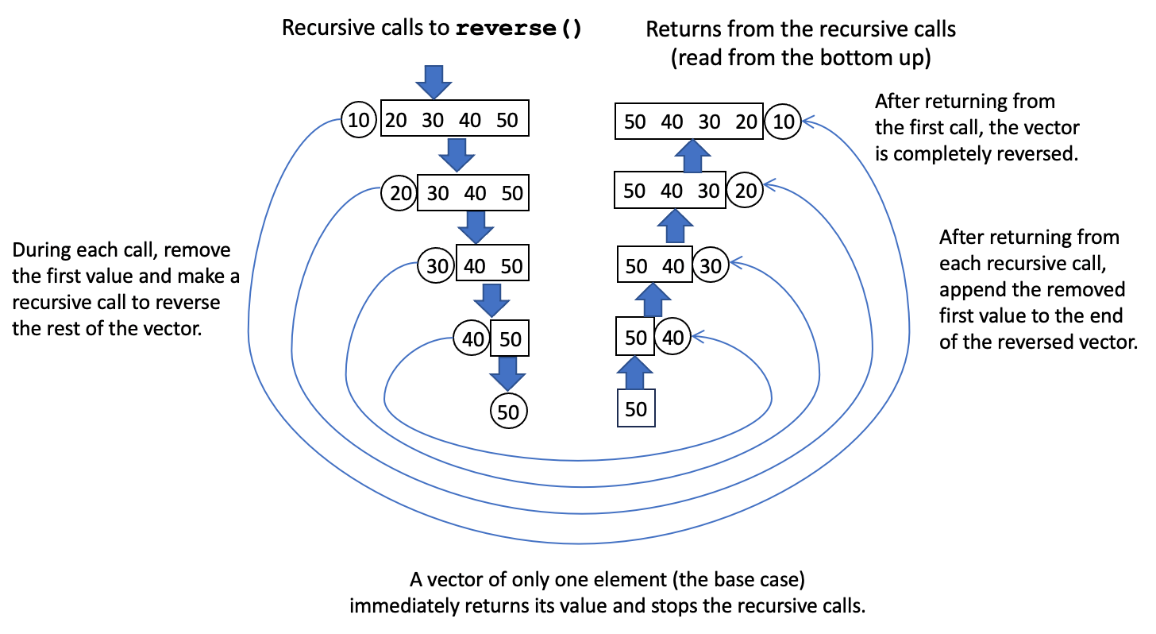 Recursive calls to reverse()
Returns from the recursive calls
(read from the bottom up)
10 20 30 40 50
20 30 40 50
30 40 50
40 50
50
50 40 30 20 10
50 40 30 20
50 40 30
50 40
50
During each call, remove
the first value and make a
recursive call to reverse
the rest of the vector.
After returning from
the first call, the vector
is completely reversed.
After returning from
each recursive call,
append the removed
first value to the end
of the reversed vector.
A vector of only one element (the base case)
immediately returns its value and stops the recursive calls.